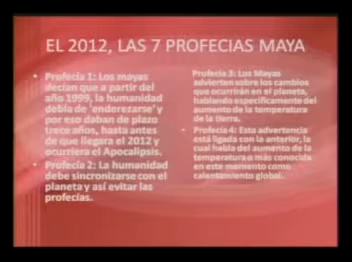 EL 2012, LAS 7 PROFECIAS MAYA
• Profecía 1: Los mayas
decían que a partir del
año 1999, la humanidad
debía de 'enderezarse' y
por eso daban de plazo
trece años, hasta antes
de que llegara el 2012 y
ocurriera el Apocalipsis.
• Profecía 2: La humanidad
debe sincronizarse con el
planeta y así evitar las
profecías.
Profecía 3: Los Mayas
advierten sobre los cambios
que ocurrirán en el planeta,
hablando específicamente del
aumento de la temperatura
de la tierra.
• Profecía 4: Esta advertencia
está ligada con la anterior, la
cual habla del aumento de la
temperatura o más conocida
en este momento como
calentamiento global.